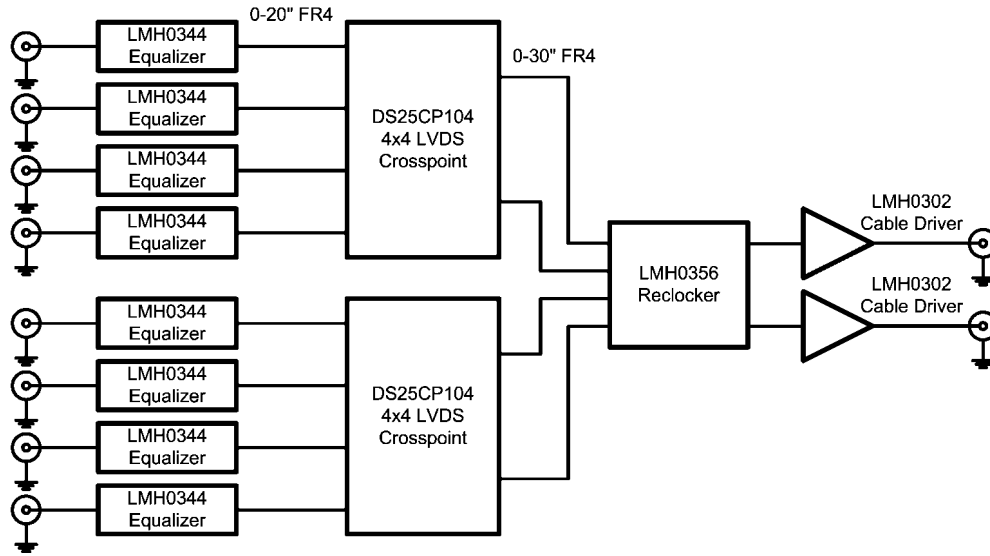 0-20" FR4
LMH0344
Equalizer
LMH0344
Equalizer
LMH0344
Equalizer
LMH0344
Equalizer
DS25CP104
4x4 LVDS
Crosspoint
0-30" FR4
LMH0344
Equalizer
LMH0344
Equalizer
LMH0344
Equalizer
LMH0344
Equalizer
DS25CP104
4x4 LVDS
Crosspoint
LMH0356
Reclocker
LMH0302
Cable Driver
LMH0302
Cable Driver